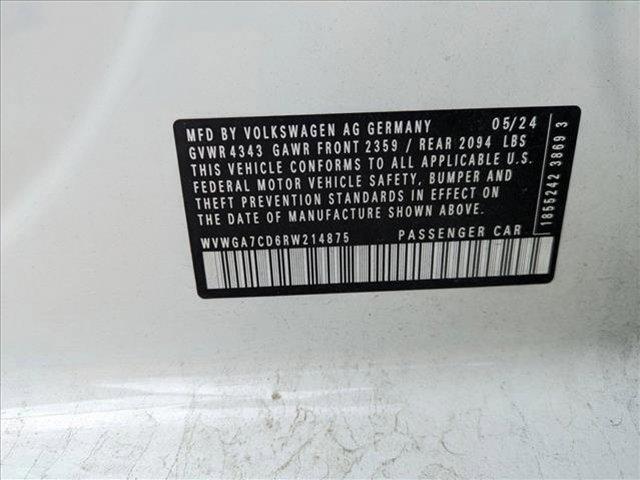 MFD BY VOLKSWAGEN AG GERMANY 05/24
GVWR 4343 GAWR FRONT 2359 / REAR 2094 LBS
THIS VEHICLE CONFORMS TO ALL APPLICABLE U.S.
FEDERAL MOTOR VEHICLE SAFETY, BUMPER AND
THEFT PREVENTION STANDARDS IN EFFECT ON
THE DATE OF MANUFACTURE SHOWN ABOVE.
WVWGA7CD6RW214875 PASSENGER CAR
1855242 3869 3